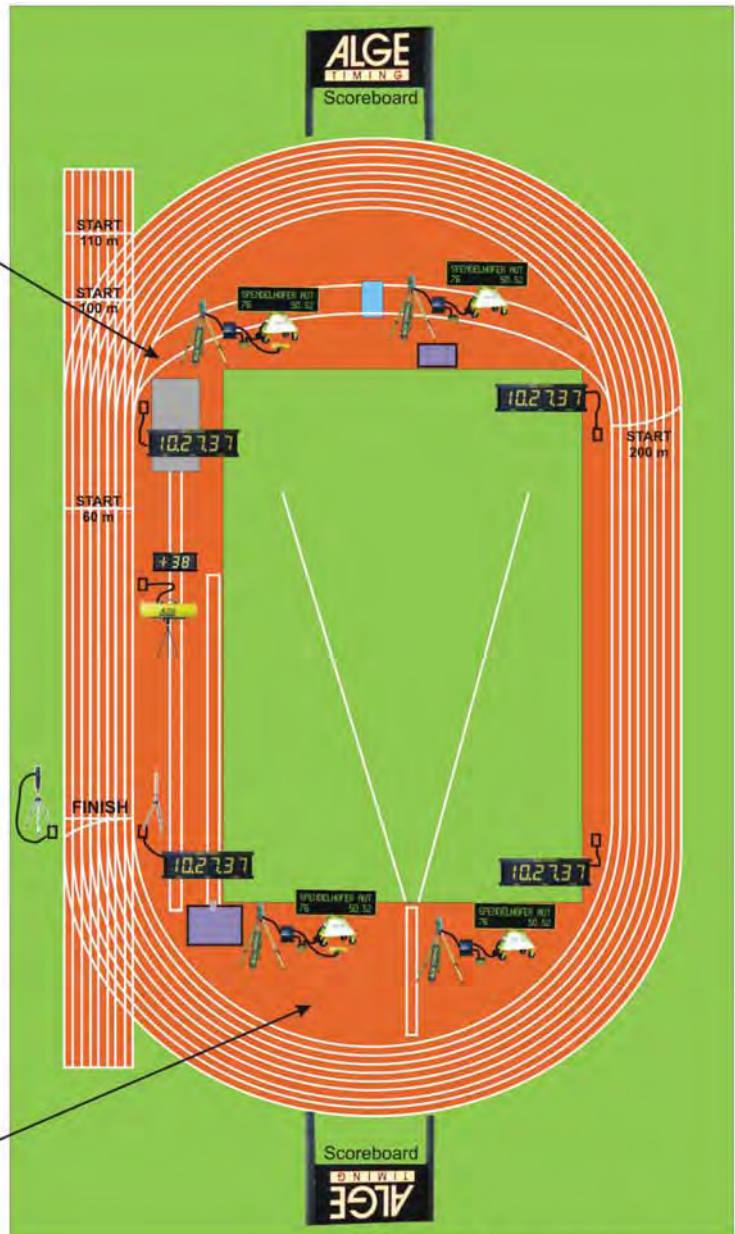 ALGE
TIMING
Scoreboard
START
110 m
START
100 m
SPENDELHOFER AUT
76 50.52
SPENDELHOFER AUT
76 50.52
10.27.37
10.27.37
START
200 m
START
60 m
+38
FINISH
10.27.37
10.27.37
SPENDELHOFER AUT
76 50.52
SPENDELHOFER AUT
76 50.52
Scoreboard
TIMING
ALGE